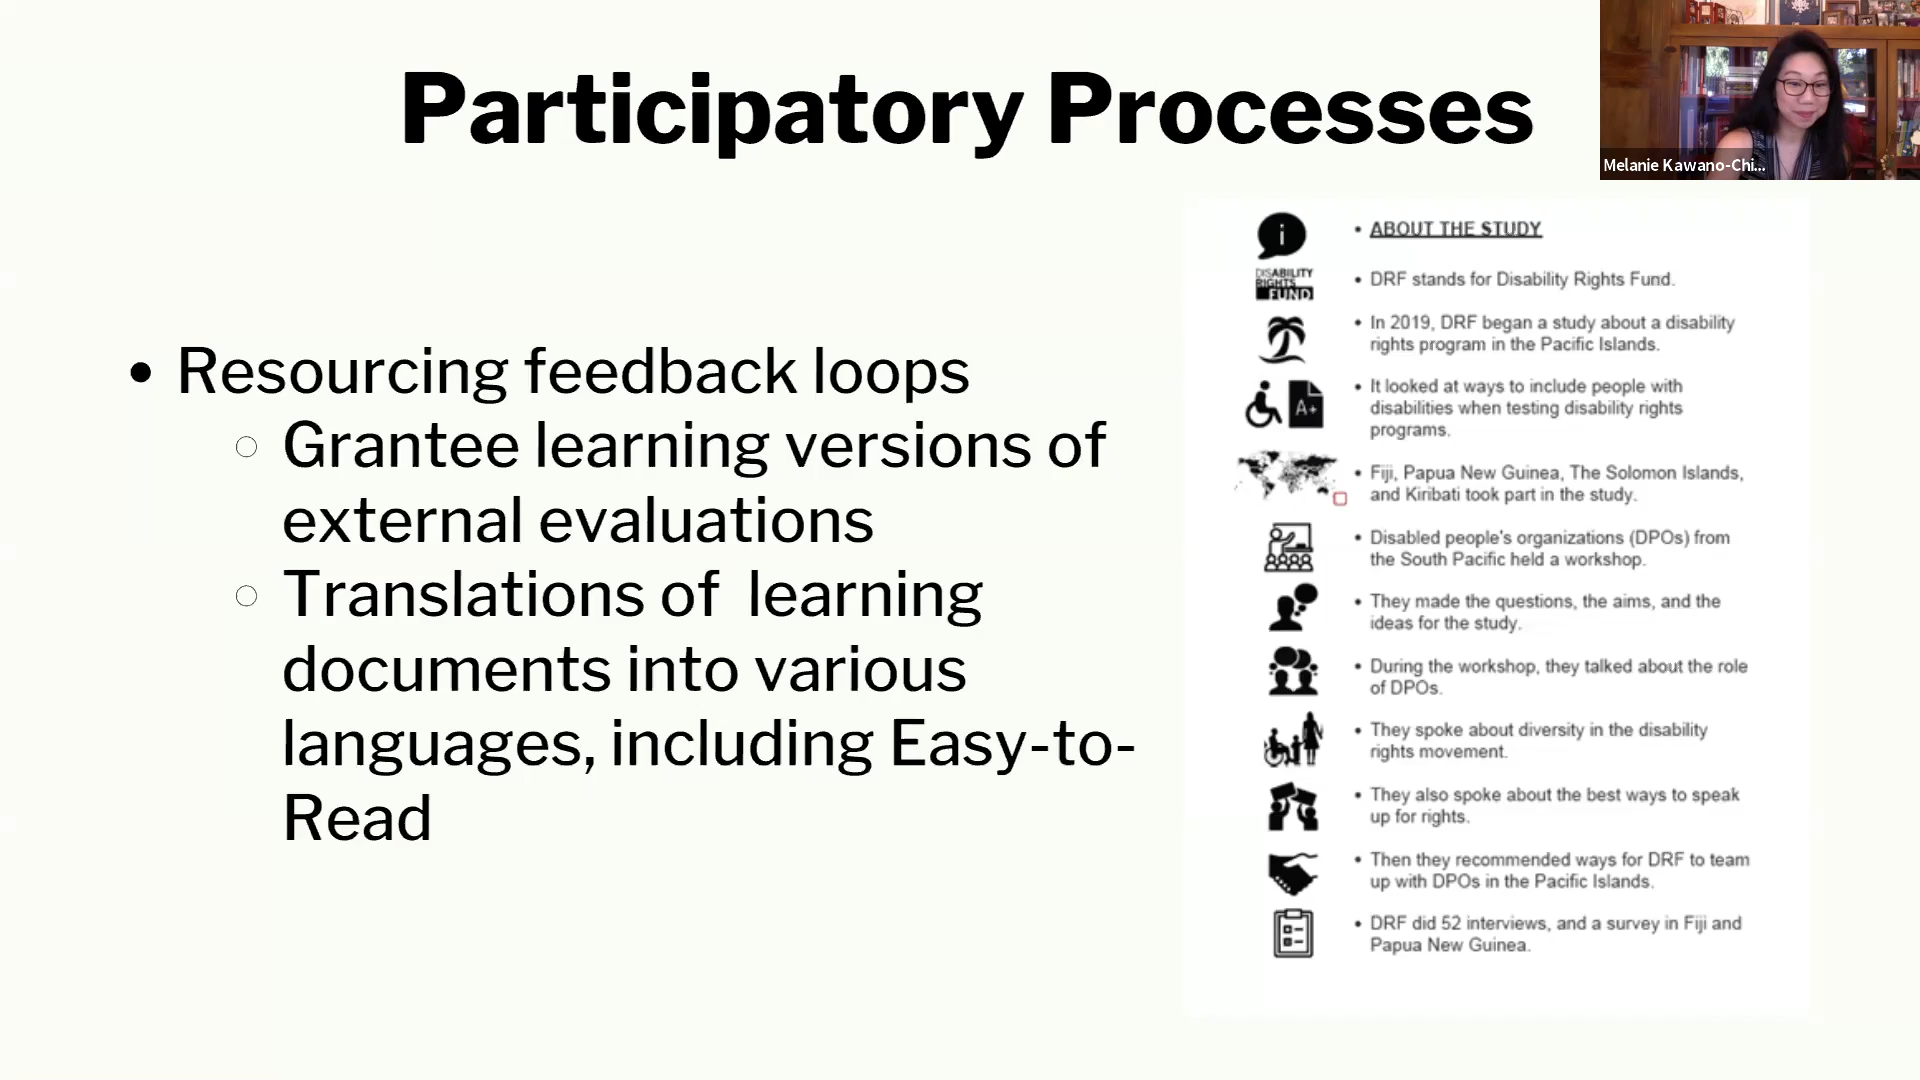 Participatory Processes
Melanie Kawano-Chi...
• Resourcing feedback loops
○ Grantee learning versions of
external evaluations
○ Translations of learning
documents into various
languages, including Easy-to-
Read
i
• ABOUT THE STUDY
DISABILITY
RIGHTS
FUND
• DRF stands for Disability Rights Fund.
• In 2019, DRF began a study about a disability
rights program in the Pacific Islands.
A+
• It looked at ways to include people with
disabilities when testing disability rights
programs.
• Fiji, Papua New Guinea, The Solomon Islands,
and Kiribati took part in the study.
• Disabled people's organizations (DPOs) from
the South Pacific held a workshop.
• They made the questions, the aims, and the
ideas for the study.
• During the workshop, they talked about the role
of DPOs.
• They spoke about diversity in the disability
rights movement.
• They also spoke about the best ways to speak
up for rights.
• Then they recommended ways for DRF to team
up with DPOs in the Pacific Islands.
• DRF did 52 interviews, and a survey in Fiji and
Papua New Guinea.